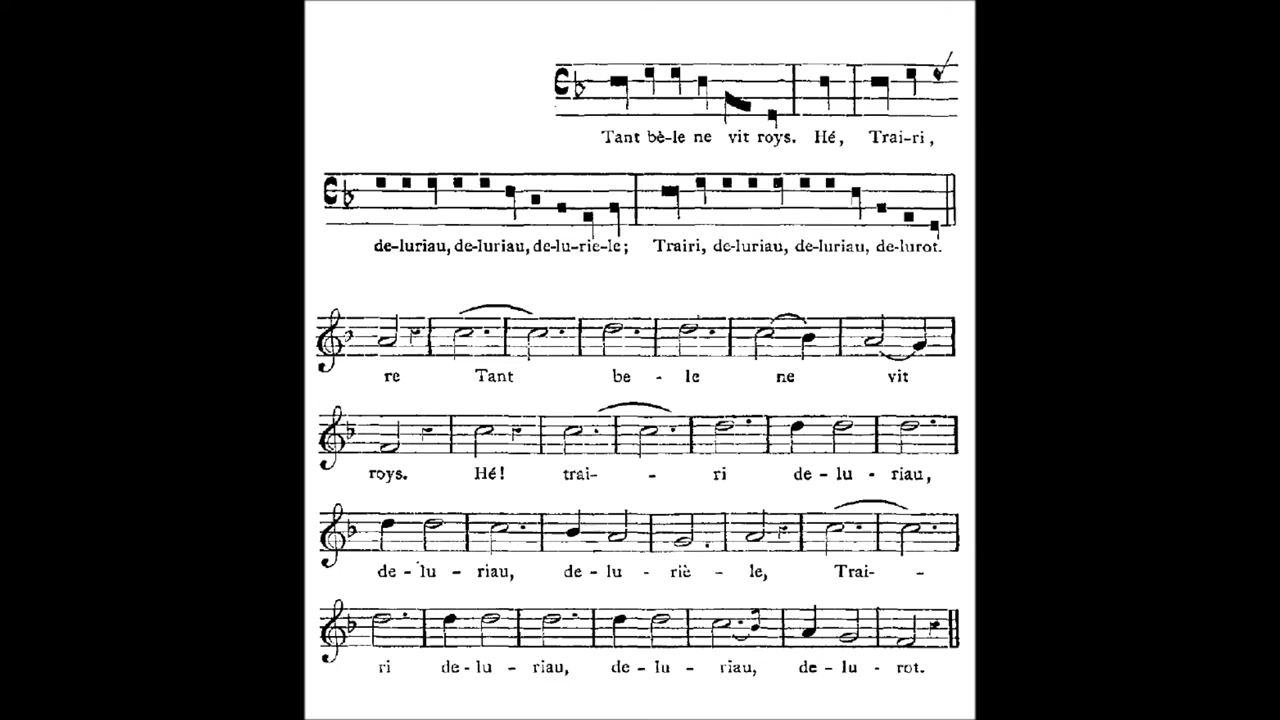 Tant bè-le ne vit roys. Hé, Trai-ri,
de-luriau, de-luriau, de-lu-riè-le; Trairi, de-luriau, de-luriau, de-lurot.
re Tant be - le ne vit
roys. Hé! trai- - ri de - lu - riau,
de - lu - riau, de - lu - riè - le, Trai- -
ri de - lu - riau, de - lu - riau, de - lu - rot.